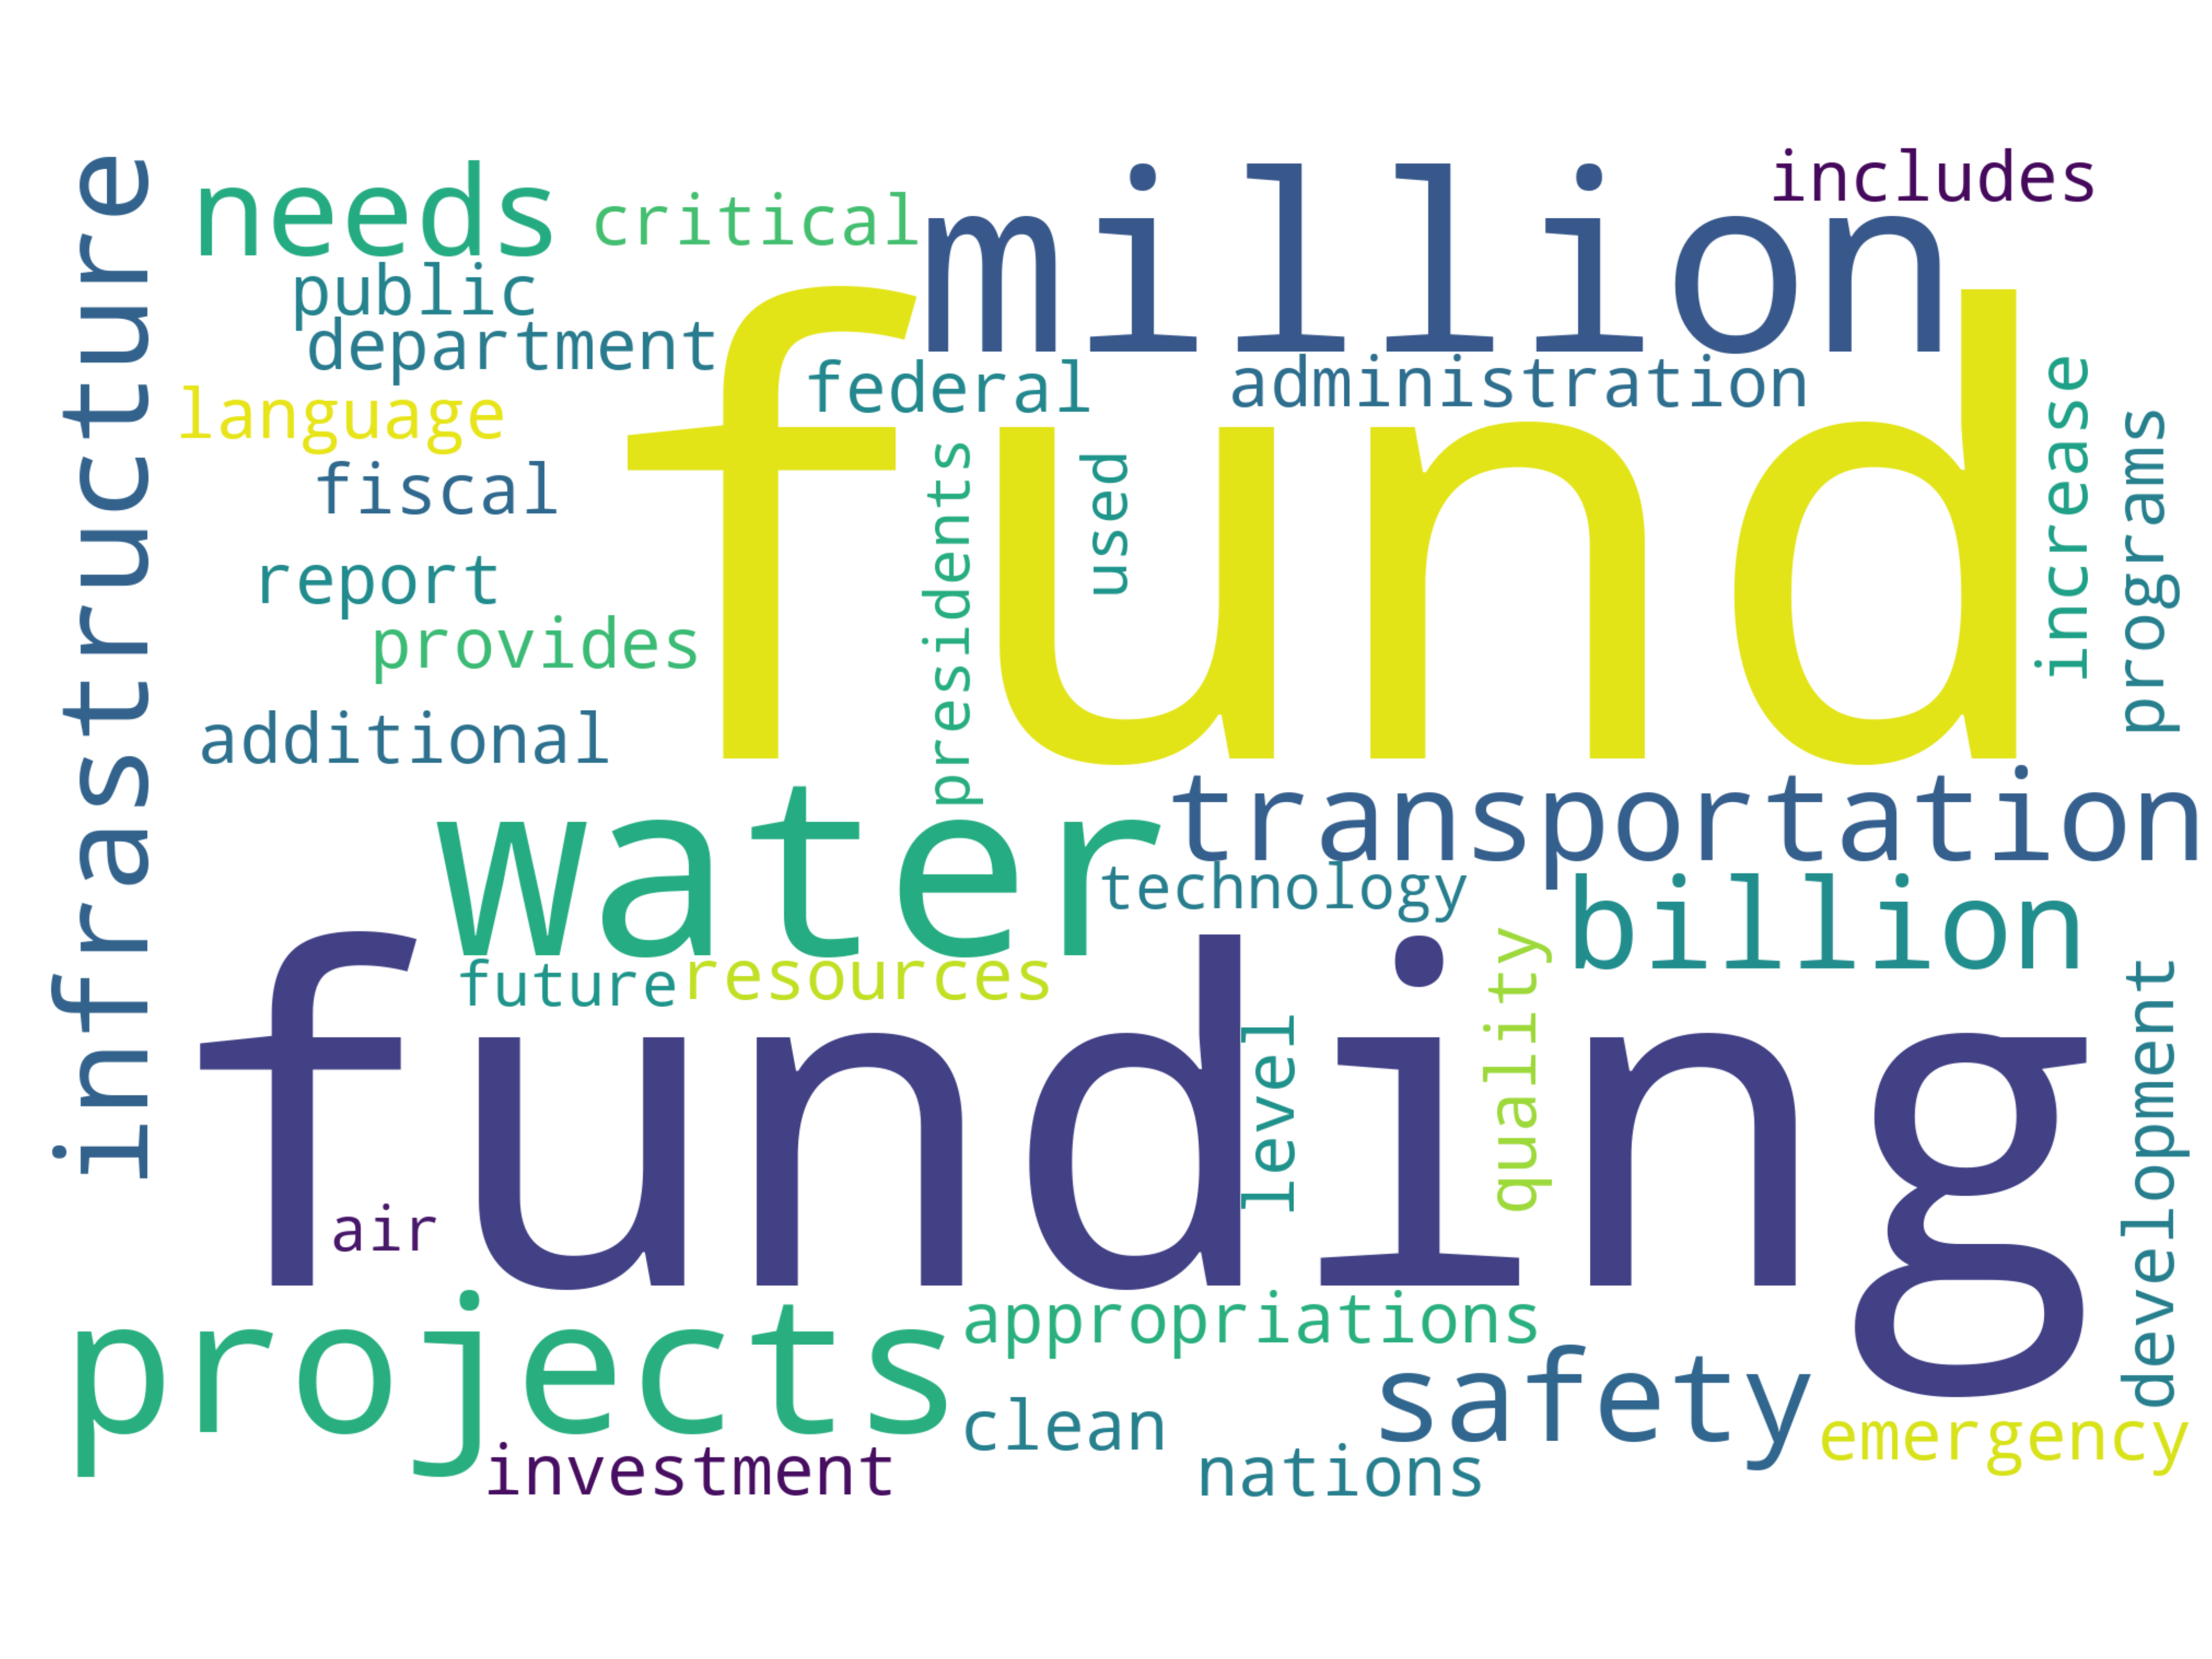 infrastructure
needs
critical
million
includes
public
department
federal
administration
language
fiscal
fund
presidents
used
increase
programs
report
provides
additional
water
transportation
technology
billion
future
resources
funding
level
quality
development
air
projects
appropriations
safety
clean
emergency
investment
nations